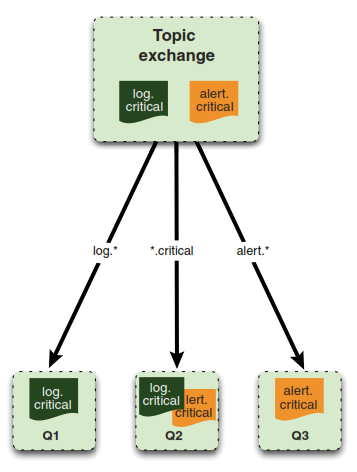 Topic
exchange
log.
critical
alert.
critical
log.*
*.critical
alert.*
log.
critical
Q1
log.
critical
lert.
critical
Q2
alert.
critical
Q3